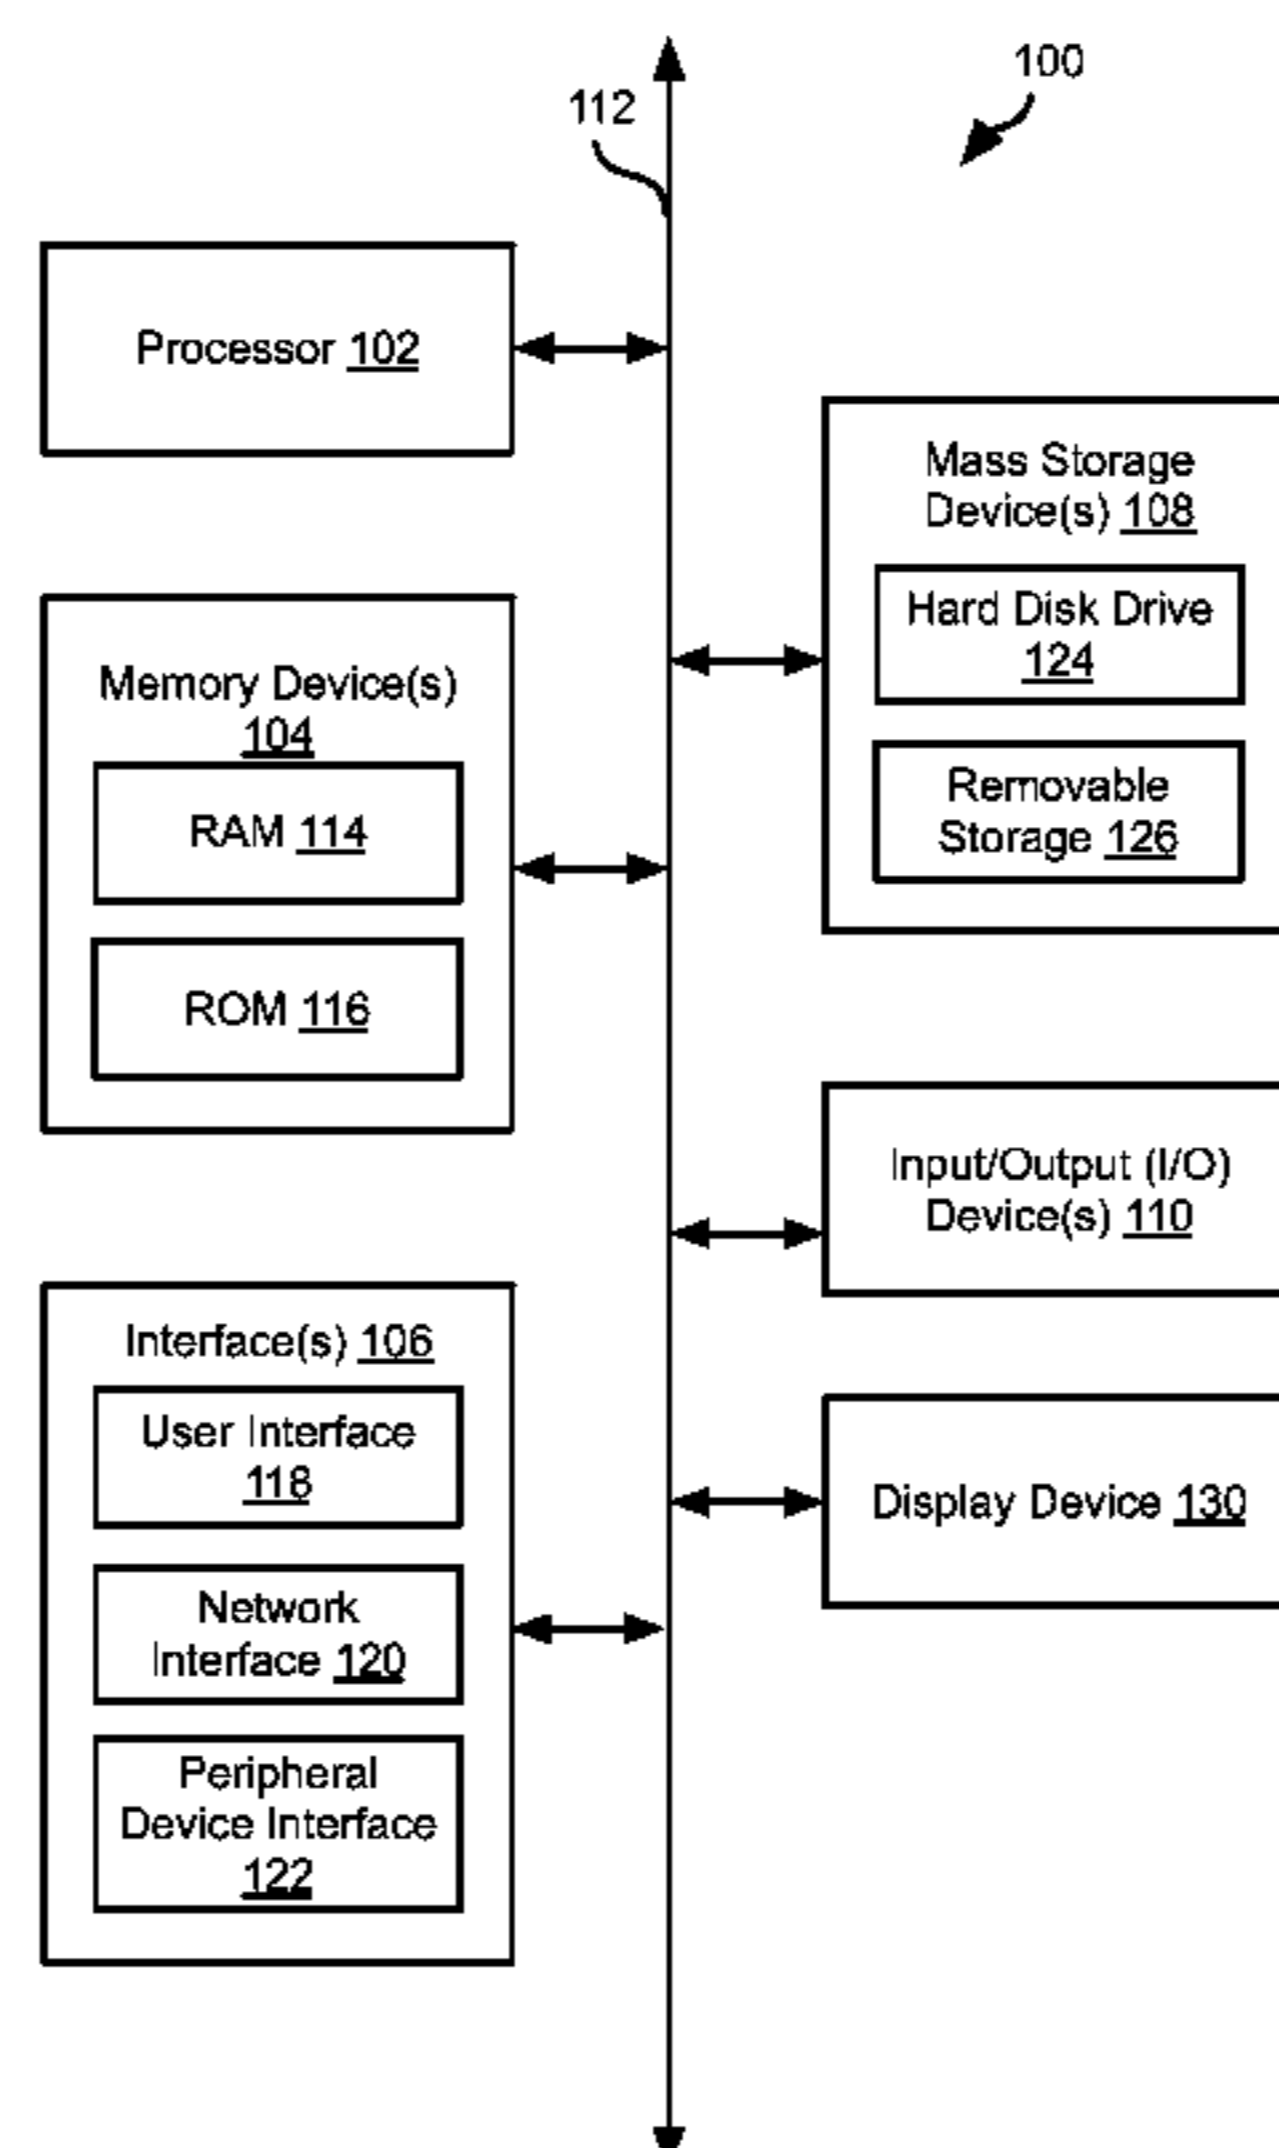 100
112
Processor 102
Mass Storage
Device(s) 108
Hard Disk Drive
124
Removable
Storage 126
Memory Device(s)
104
RAM 114
ROM 116
Input/Output (I/O)
Device(s) 110
Interface(s) 106
User Interface
118
Network
Interface 120
Peripheral
Device Interface
122
Display Device 130